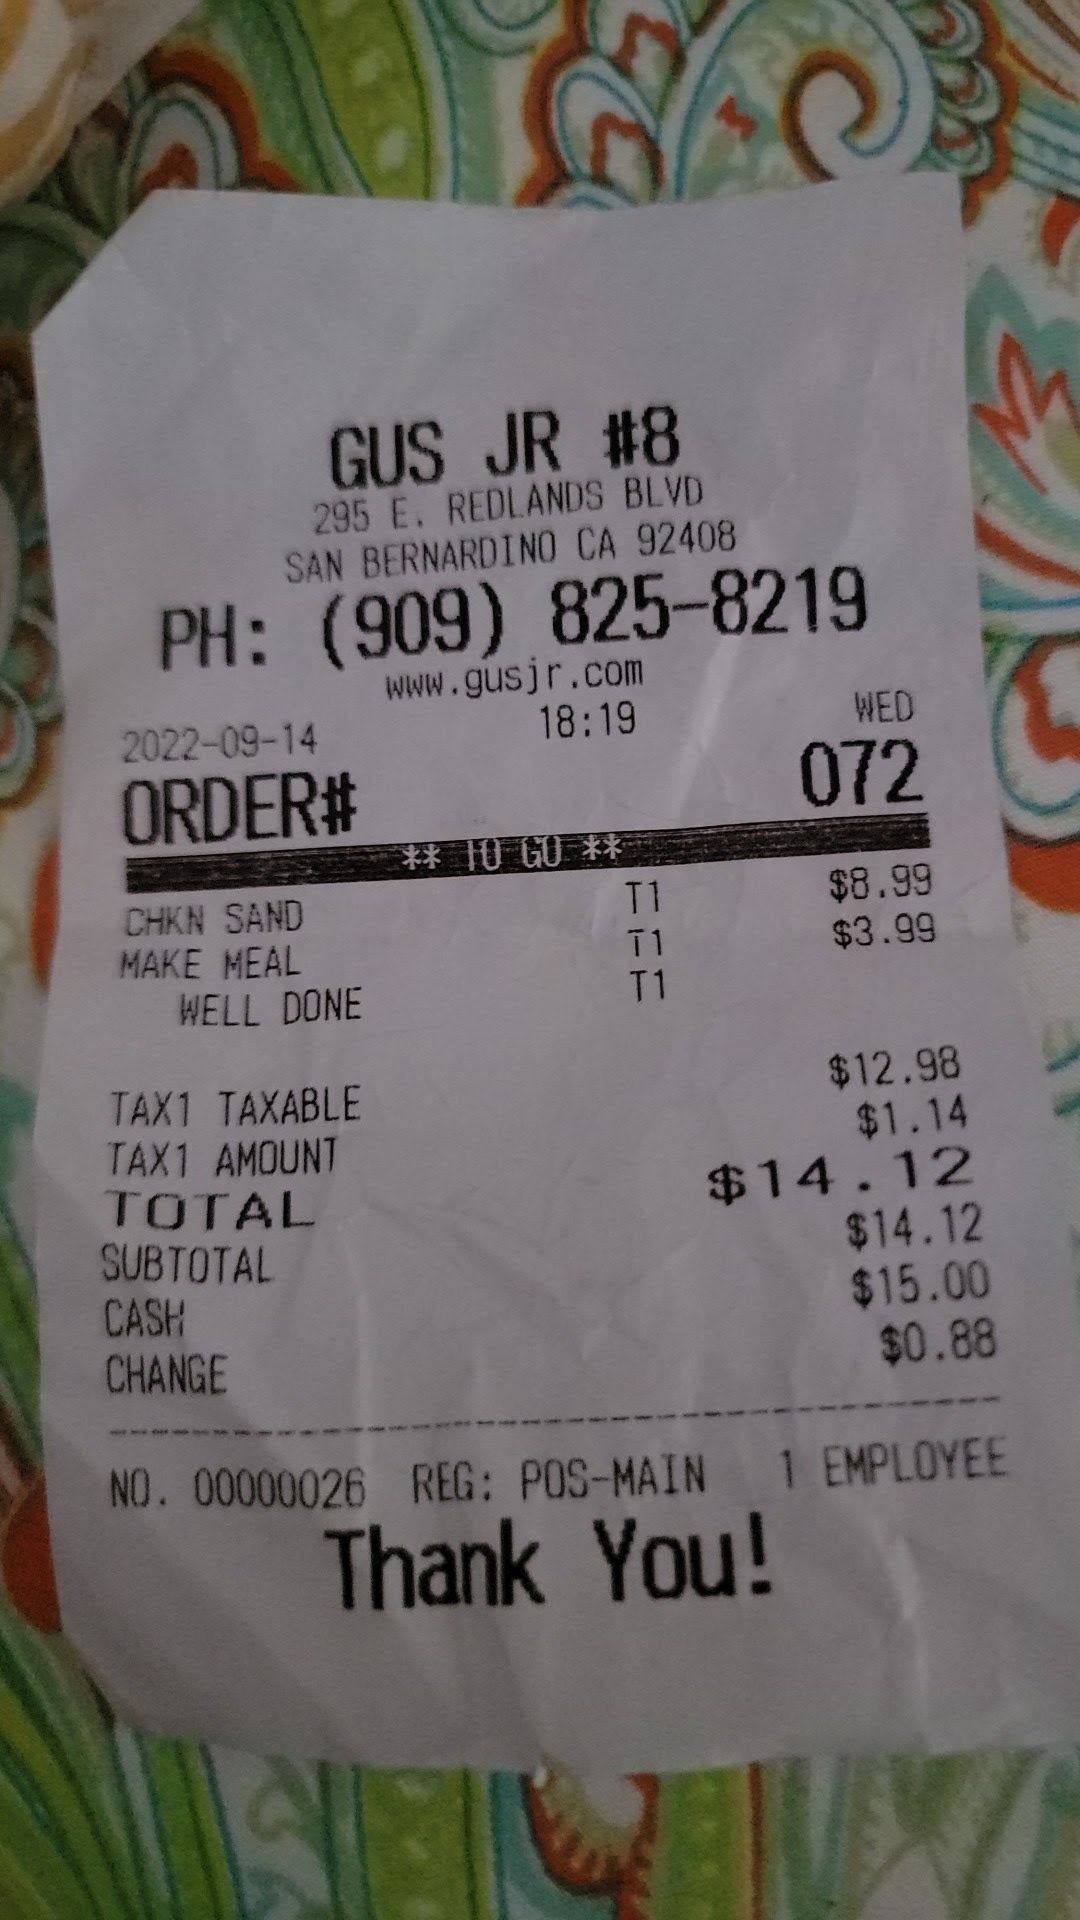 GUS JR #8
295 E. REDLANDS BLVD
SAN BERNARDINO CA 92408
PH: (909) 825-8219
www.gusjr.com
2022-09-14 18:19 WED
ORDER# 072
** TO GO **
CHKN SAND T1 $8.99
MAKE MEAL T1 $3.99
WELL DONE T1
TAX1 TAXABLE $12.98
TAX1 AMOUNT $1.14
TOTAL $14.12
SUBTOTAL $14.12
CASH $15.00
CHANGE $0.88
NO. 00000026 REG: POS-MAIN 1 EMPLOYEE
Thank You!